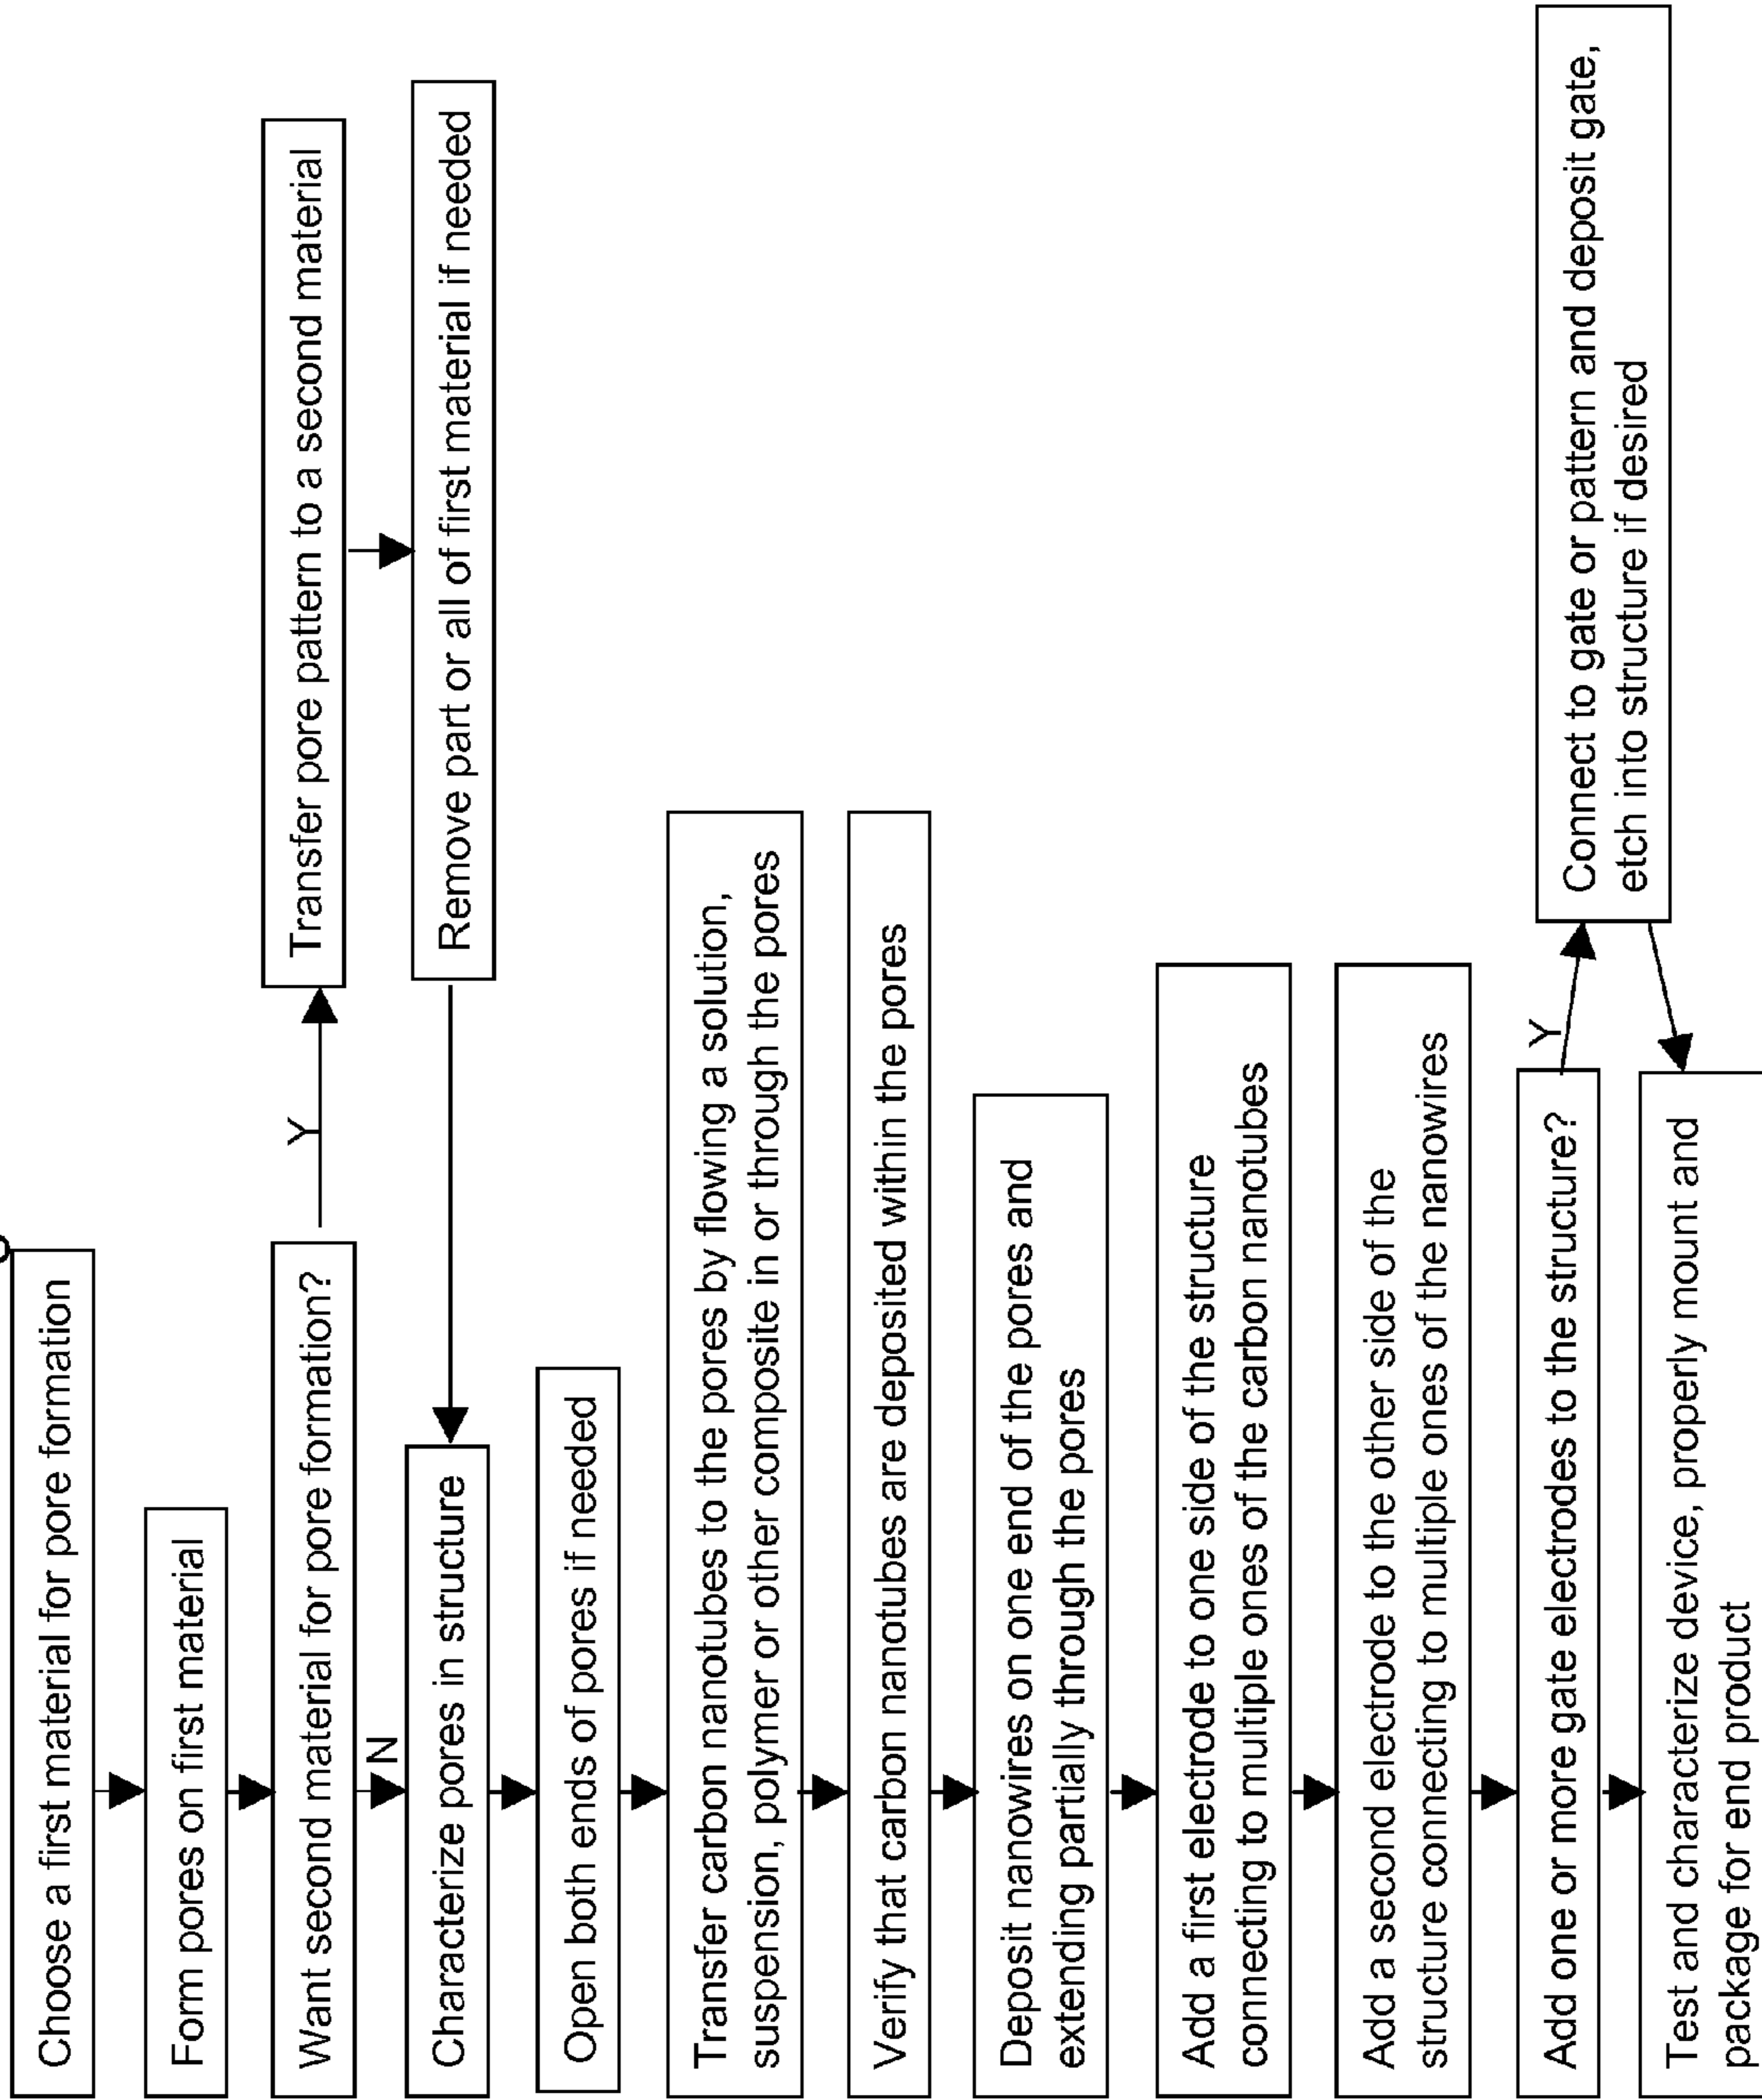 Choose a first material for pore formation
Form pores on first material
Want second material for pore formation?
Y
Transfer pore pattern to a second material
Remove part or all of first material if needed
N
Characterize pores in structure
Open both ends of pores if needed
Transfer carbon nanotubes to the pores by flowing a solution,
suspension, polymer or other composite in or through the pores
Verify that carbon nanotubes are deposited within the pores
Deposit nanowires on one end of the pores and
extending partially through the pores
Add a first electrode to one side of the structure
connecting to multiple ones of the carbon nanotubes
Add a second electrode to the other side of the
structure connecting to multiple ones of the nanowires
Add one or more gate electrodes to the structure?
Y
Connect to gate or pattern and deposit gate,
etch into structure if desired
Test and characterize device, properly mount and
package for end product